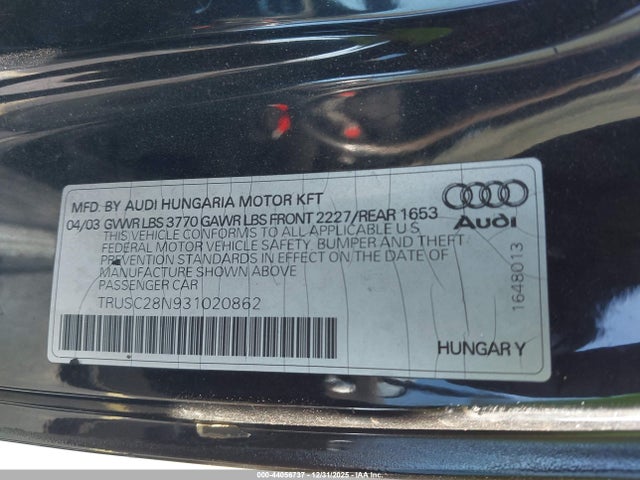 MFD. BY AUDI HUNGARIA MOTOR KFT
04/03 GVWR LBS 3770 GAWR LBS FRONT 2227/REAR 1653
THIS VEHICLE CONFORMS TO ALL APPLICABLE U.S.
FEDERAL MOTOR VEHICLE SAFETY, BUMPER AND THEFT
PREVENTION STANDARDS IN EFFECT ON THE DATE OF
MANUFACTURE SHOWN ABOVE
PASSENGER CAR
TRUSC28N931020862
Audi
1648013
HUNGARY
000-44056737 - 12/31/2025 - IAA Inc.